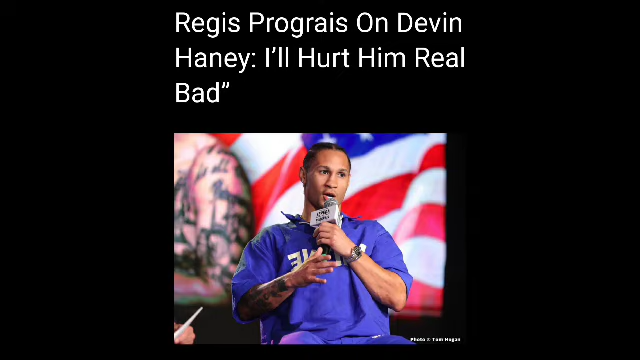 Regis Prograis On Devin
Haney: I’ll Hurt Him Real
Bad”
Photo © Tom Hogan